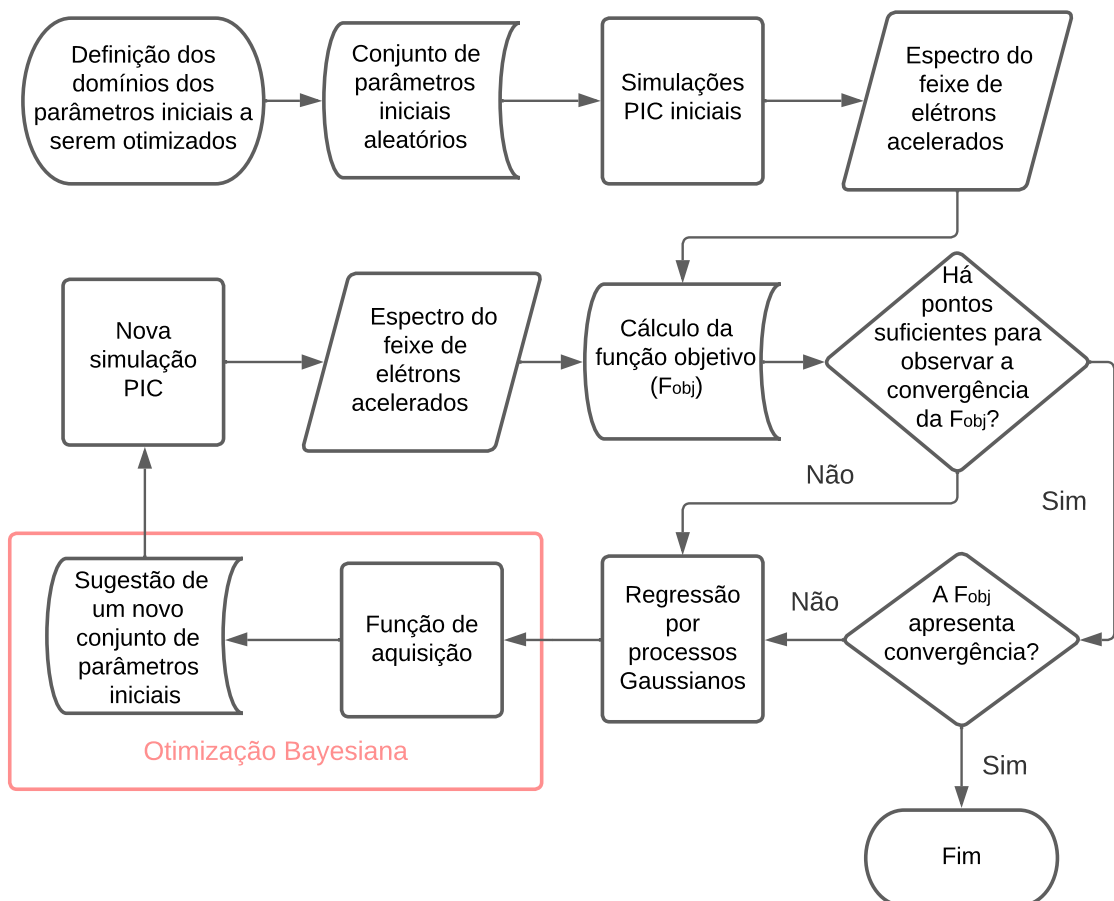 Definição dos
domínios dos
parâmetros iniciais a
serem otimizados
Conjunto de
parâmetros
iniciais
aleatórios
Simulações
PIC iniciais
Espectro do
feixe de
elétrons
acelerados
Nova
simulação
PIC
Espectro do
feixe de
elétrons
acelerados
Cálculo da
função objetivo
(Fobj)
Há
pontos
suficientes para
observar a
convergência
da Fobj?
Não
Sim
Sugestão de
um novo
conjunto de
parâmetros
iniciais
Função de
aquisição
Regressão
por
processos
Gaussianos
Não
A Fobj
apresenta
convergência?
Otimização Bayesiana
Sim
Fim